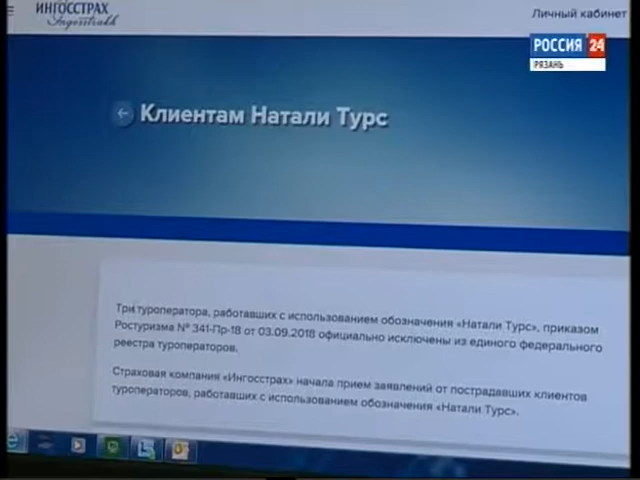 ИНГОССТРАХ
Ingosstrakh
Личный кабинет
РОССИЯ 24
РЯЗАНЬ
Клиентам Натали Турс
Три туроператора, работавших с использованием обозначения «Натали Турс», приказом
Ростуризма № 341-Пр-18 от 03.09.2018 официально исключены из единого федерального
реестра туроператоров.
Страховая компания «Ингосстрах» начала прием заявлений от пострадавших клиентов
туроператоров, работавших с использованием обозначения «Натали Турс».